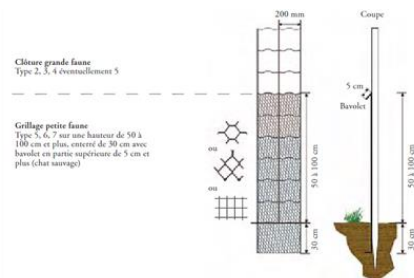 200 mm
Coupe
Clôture grande faune
Type 2, 3, 4 éventuellement 5
5 cm
Bavolet
Grillage petite faune
Type 5, 6, 7 sur une hauteur de 50 à
100 cm et plus, enterré de 30 cm avec
bavolet en partie supérieure de 5 cm et
plus (chat sauvage)
ou
ou
50 à 100 cm
50 à 100 cm
30 cm
30 cm